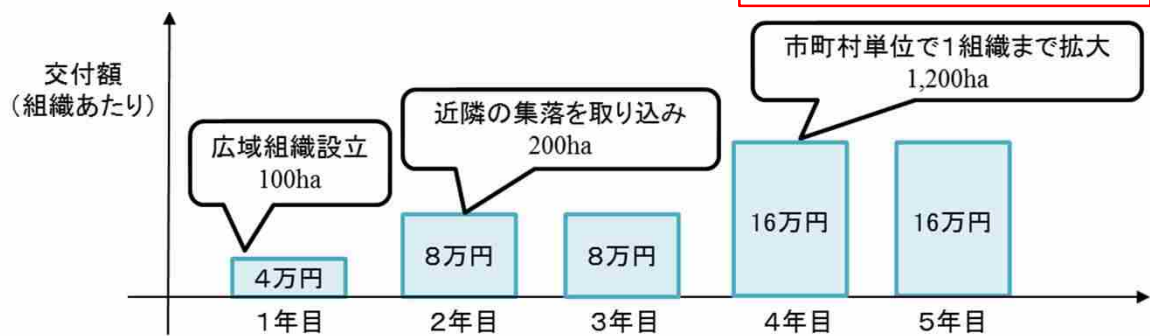 交付額
（組織あたり）
広域組織設立
100ha
近隣の集落を取り込み
200ha
市町村単位で１組織まで拡大
1,200ha
４万円
８万円
８万円
16万円
16万円
１年目
２年目
３年目
４年目
５年目